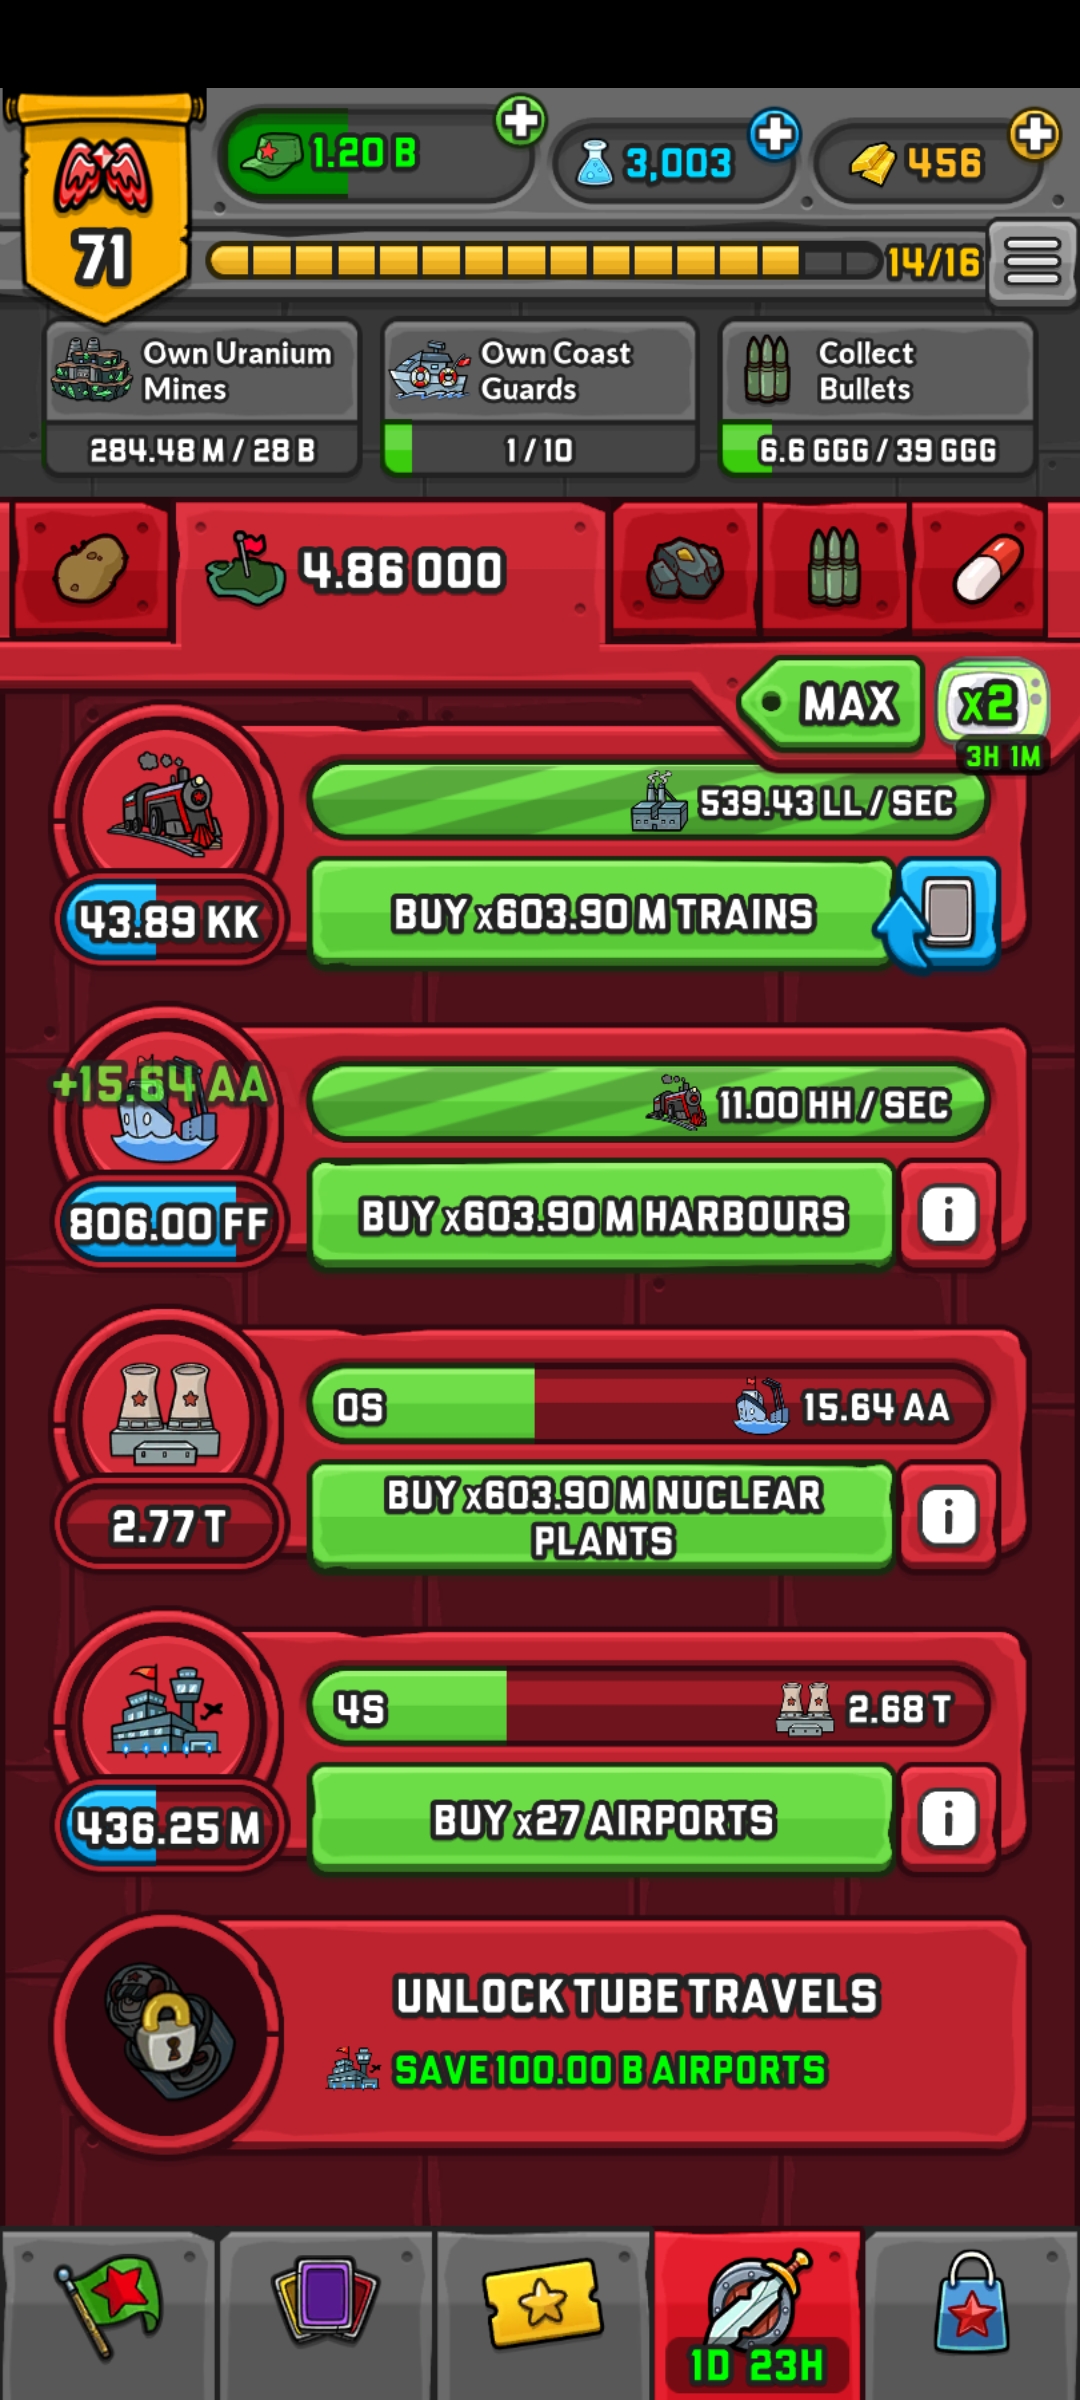 71
1.20 B
3,003
456
14/16
Own Uranium
Mines
284.48 M / 28 B
Own Coast
Guards
1 / 10
Collect
Bullets
6.6 GGG / 39 GGG
4.86 OOO
MAX
x2
3H 1M
539.43 LL / SEC
43.89 KK
BUY x603.90 M TRAINS
+15.64 AA
11.00 HH / SEC
806.00 FF
BUY x603.90 M HARBOURS
i
0S
15.64 AA
2.77 T
BUY x603.90 M NUCLEAR
PLANTS
i
4S
2.68 T
436.25 M
BUY x27 AIRPORTS
i
UNLOCK TUBE TRAVELS
SAVE 100.00 B AIRPORTS
1D 23H